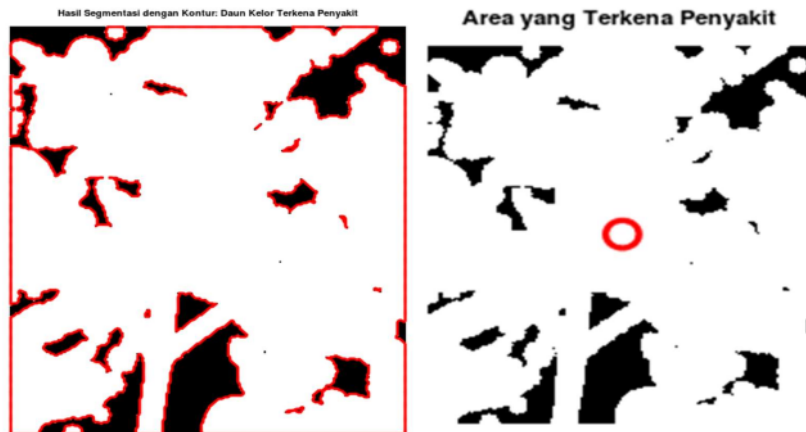 Hasil Segmentasi dengan Kontur: Daun Kelor Terkena Penyakit
Area yang Terkena Penyakit